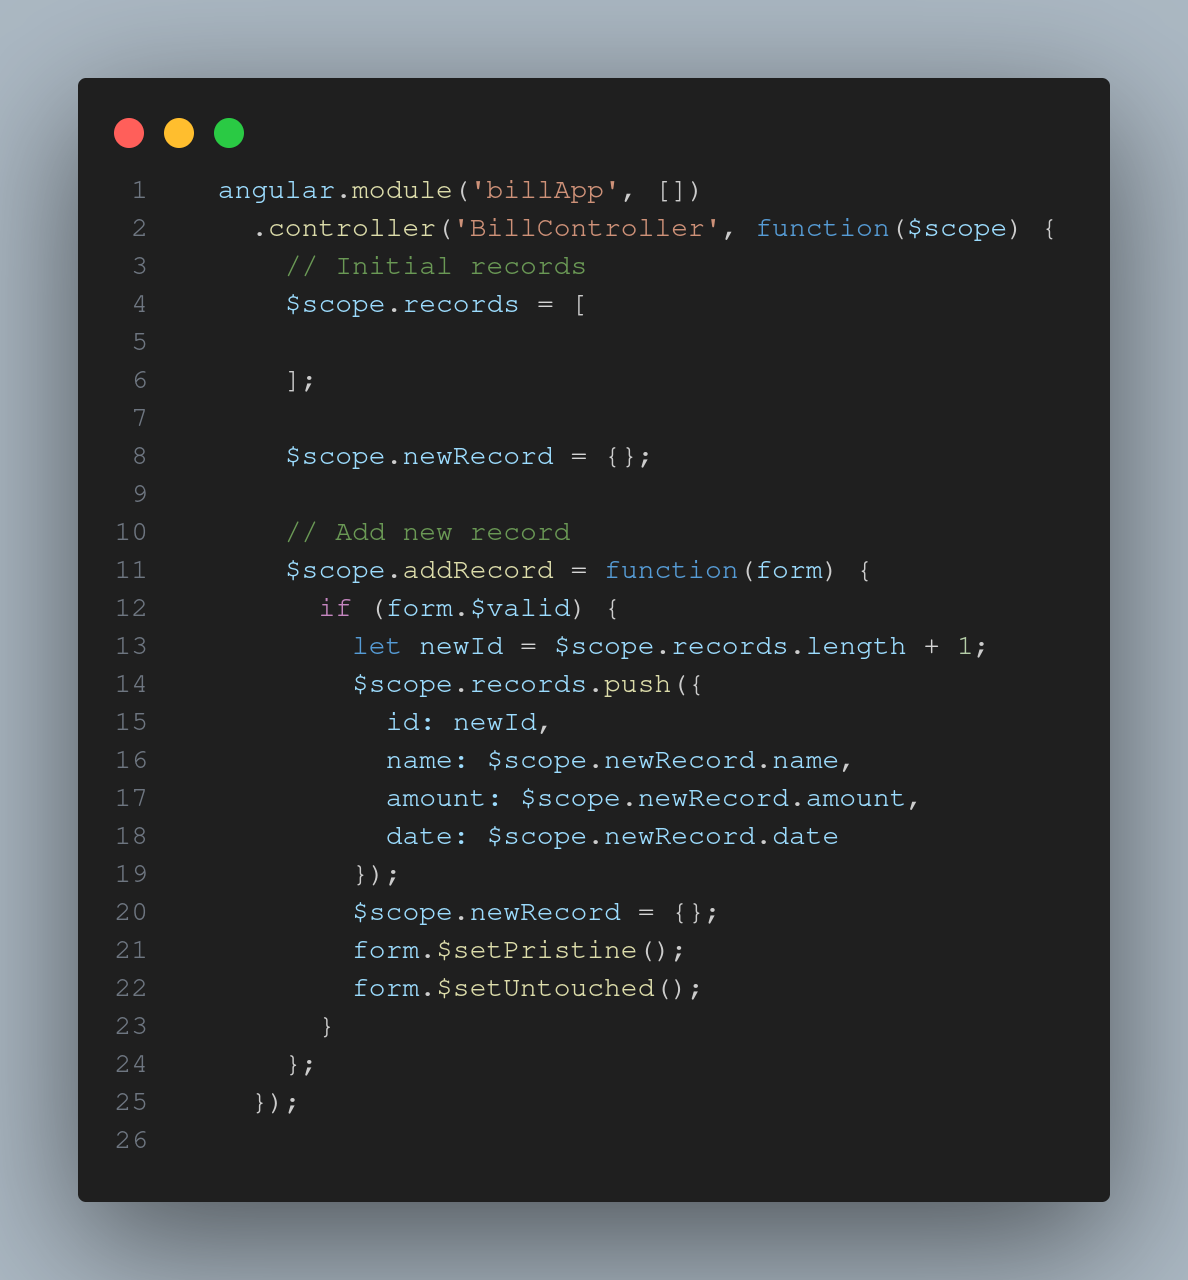 1    angular.module('billApp', [])
2      .controller('BillController', function($scope) {
3        // Initial records
4        $scope.records = [
5
6        ];
7
8        $scope.newRecord = {};
9
10        // Add new record
11        $scope.addRecord = function(form) {
12          if (form.$valid) {
13            let newId = $scope.records.length + 1;
14            $scope.records.push({
15              id: newId,
16              name: $scope.newRecord.name,
17              amount: $scope.newRecord.amount,
18              date: $scope.newRecord.date
19            });
20            $scope.newRecord = {};
21            form.$setPristine();
22            form.$setUntouched();
23          }
24        };
25      });
26